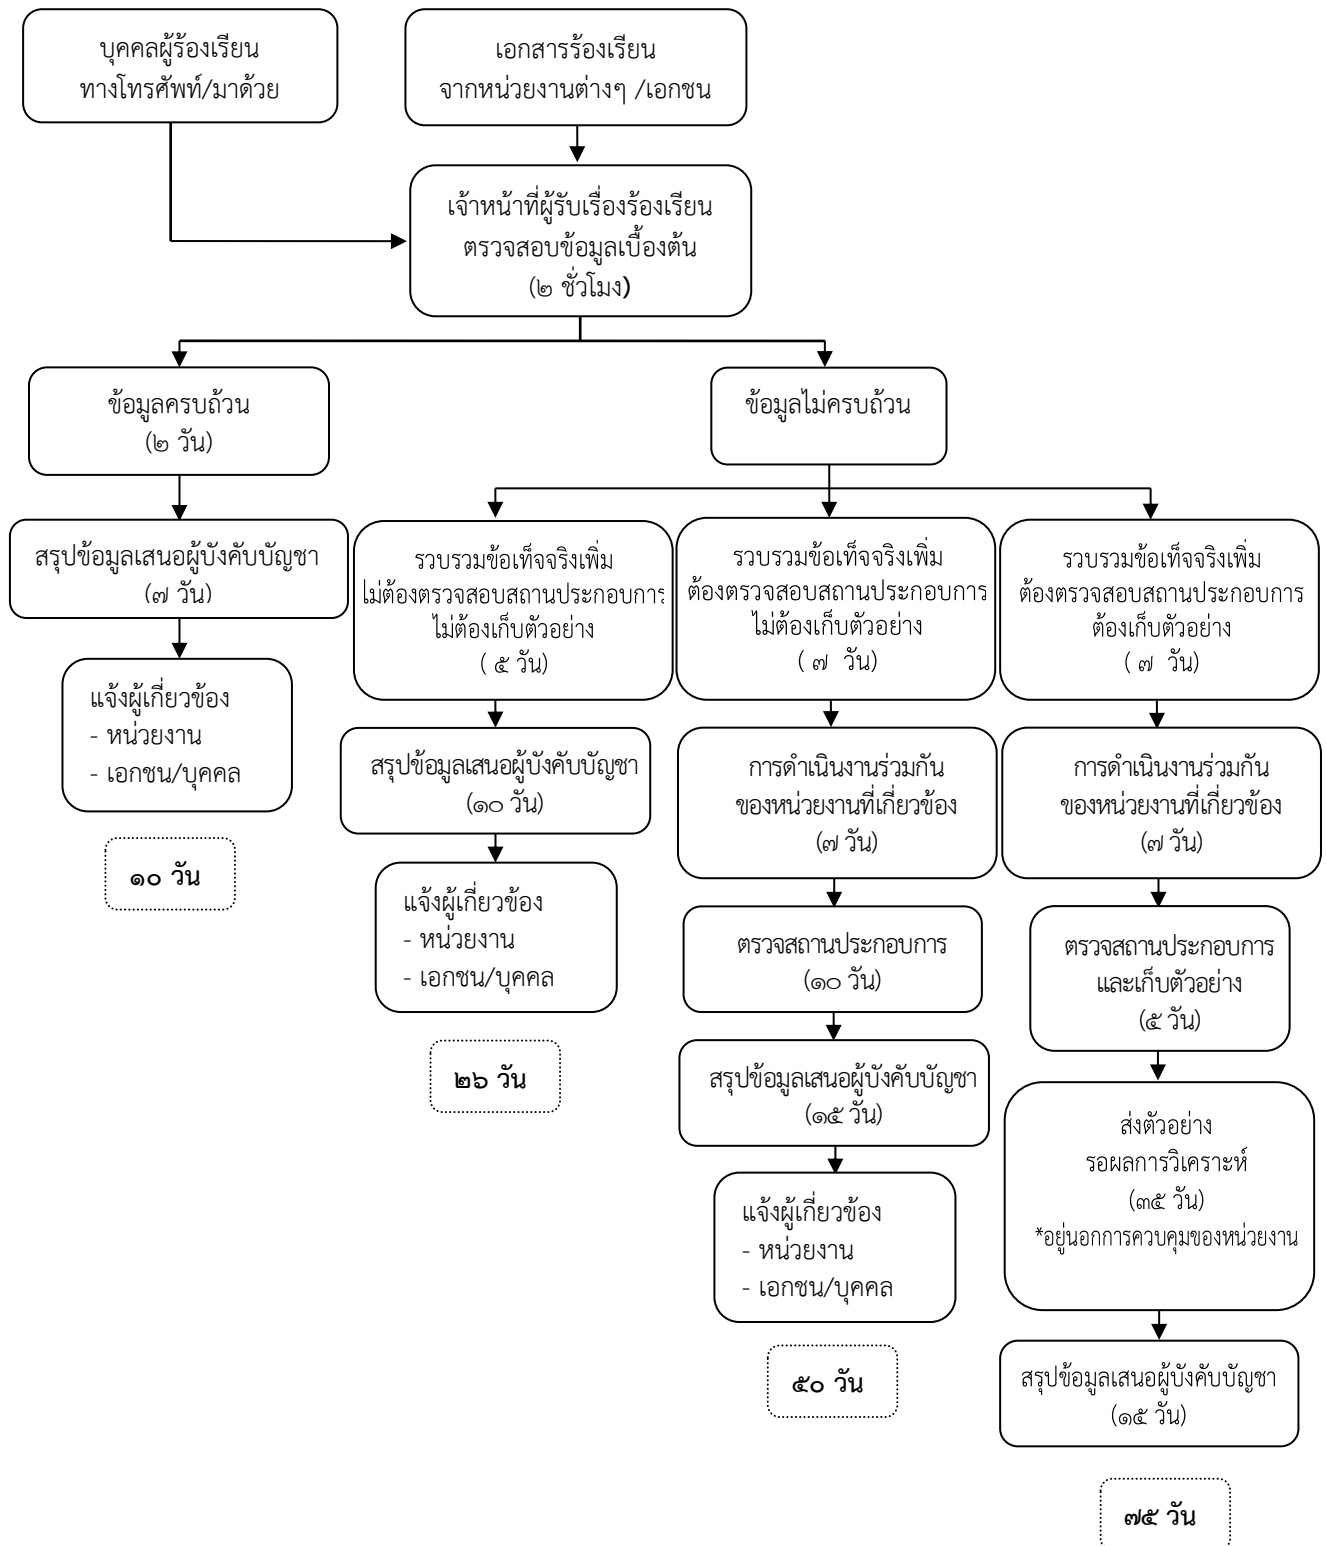 บุคคลผู้ร้องเรียน
ทางโทรศัพท์/มาด้วย
เอกสารร้องเรียน
จากหน่วยงานต่างๆ /เอกชน
เจ้าหน้าที่ผู้รับเรื่องร้องเรียน
ตรวจสอบข้อมูลเบื้องต้น
(๒ ชั่วโมง)
ข้อมูลครบถ้วน
(๒ วัน)
ข้อมูลไม่ครบถ้วน
สรุปข้อมูลเสนอผู้บังคับบัญชา
(๗ วัน)
แจ้งผู้เกี่ยวข้อง
- หน่วยงาน
- เอกชน/บุคคล
๑๐ วัน
รวบรวมข้อเท็จจริงเพิ่ม
ไม่ต้องตรวจสอบสถานประกอบการ
ไม่ต้องเก็บตัวอย่าง
( ๕ วัน)
สรุปข้อมูลเสนอผู้บังคับบัญชา
(๑๐ วัน)
แจ้งผู้เกี่ยวข้อง
- หน่วยงาน
- เอกชน/บุคคล
๒๖ วัน
รวบรวมข้อเท็จจริงเพิ่ม
ต้องตรวจสอบสถานประกอบการ
ไม่ต้องเก็บตัวอย่าง
( ๗ วัน)
การดำเนินงานร่วมกัน
ของหน่วยงานที่เกี่ยวข้อง
(๗ วัน)
ตรวจสถานประกอบการ
(๑๐ วัน)
สรุปข้อมูลเสนอผู้บังคับบัญชา
(๑๕ วัน)
แจ้งผู้เกี่ยวข้อง
- หน่วยงาน
- เอกชน/บุคคล
๕๐ วัน
รวบรวมข้อเท็จจริงเพิ่ม
ต้องตรวจสอบสถานประกอบการ
ต้องเก็บตัวอย่าง
( ๗ วัน)
การดำเนินงานร่วมกัน
ของหน่วยงานที่เกี่ยวข้อง
(๗ วัน)
ตรวจสถานประกอบการ
และเก็บตัวอย่าง
(๕ วัน)
ส่งตัวอย่าง
รอผลการวิเคราะห์
(๓๕ วัน)
*อยู่นอกการควบคุมของหน่วยงาน
สรุปข้อมูลเสนอผู้บังคับบัญชา
(๑๕ วัน)
๗๕ วัน